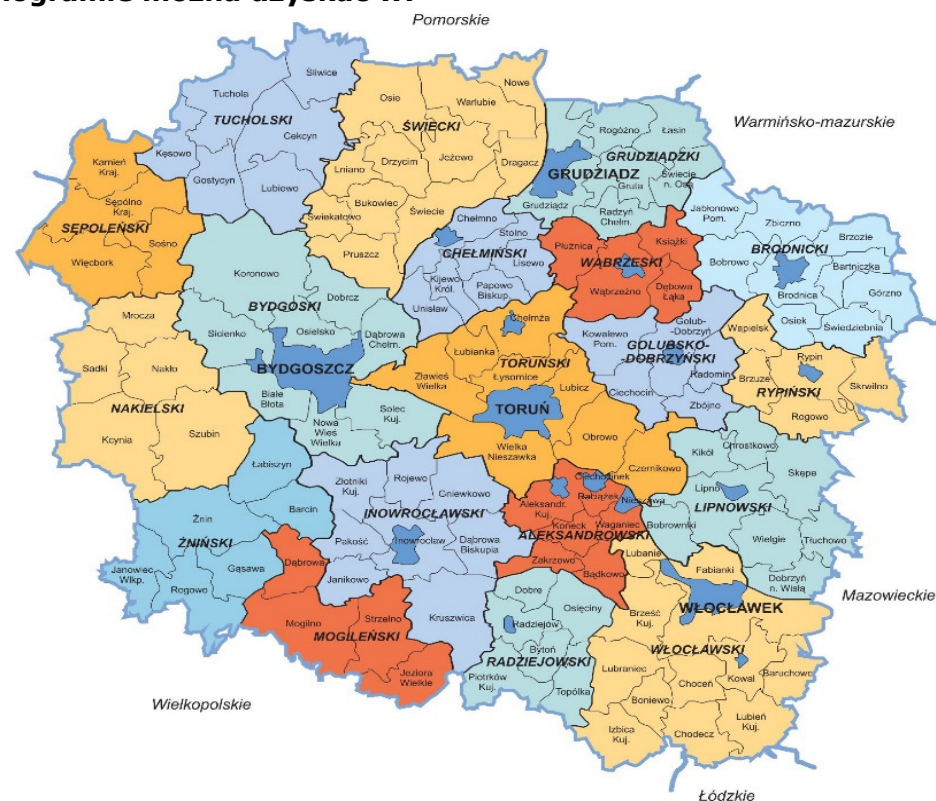 nogramie można uzyskać w:
Pomorskie
Śliwice
Tuchola
TUCHOLSKI
Cekcyn
Kęsowo
Gostycyn
Lubiewo
Osie
Warlubie
Nowe
ŚWIECKI
Lniano
Drzycim
Jeżewo
Dragacz
Bukowiec
Świekatowo
Świecie
Pruszcz
Warmińsko-mazurskie
Rogóźno
Łasin
GRUDZIĄDZKI
GRUDZIĄDZ
Gruta
Świecie
n. Osą
Grudziądz
Radzyń
Chełm.
Kamień
Kraj.
Sępólno
Kraj.
SĘPOLEŃSKI
Sośno
Więcbork
Chełmno
Stolno
CHEŁMIŃSKI
Lisewo
Kijewo
Król.
Papowo
Biskup.
Unisław
Płużnica
Książki
WĄBRZESKI
Wąbrzeźno
Dębowa
Łąka
Jabłonowo
Pom.
Zbiczno
Brzozie
BRODNICKI
Bobrowo
Bartniczka
Brodnica
Górzno
Osiek
Świedziebnia
Koronowo
Dobrcz
BYDGOSKI
Sicienko
Osielsko
Dąbrowa
Chełm.
BYDGOSZCZ
Białe
Błota
Solec
Kuj.
Nowa
Wieś
Wielka
Mrocza
Sadki
Nakło
NAKIELSKI
Kcynia
Szubin
Chełmża
Łubianka
TORUŃSKI
Zławieś
Wielka
Łysomice
Lubicz
TORUŃ
Wielka
Nieszawka
Obrowo
Czernikowo
Kowalewo
Pom.
Golub-
-Dobrzyń
GOLUBSKO-
-DOBRZYŃSKI
Radomin
Ciechocin
Zbójno
Wąpielsk
Rypin
Brzuze
Skrwilno
RYPIŃSKI
Rogowo
Łabiszyn
Barcin
Żnin
ŻNIŃSKI
Gąsawa
Janowiec
Wlkp.
Rogowo
Złotniki
Kuj.
Rojewo
Gniewkowo
INOWROCŁAWSKI
Pakość
Inowrocław
Dąbrowa
Biskupia
Janikowo
Kruszwica
Ciechocinek
Raciążek
Nieszawa
Aleksandr.
Kuj.
Koneck
Waganiec
ALEKSANDROWSKI
Zakrzewo
Bądkowo
Kikół
Chrostkowo
Skępe
Lipno
LIPNOWSKI
Bobrowniki
Wielgie
Tłuchowo
Dobrzyń
n. Wisłą
Dąbrowa
Mogilno
Strzelno
MOGILEŃSKI
Jeziora
Wielkie
Dobre
Osięciny
Radziejów
Bytoń
RADZIEJOWSKI
Piotrków
Kuj.
Topólka
Lubanie
Fabianki
WŁOCŁAWEK
Brześć
Kuj.
WŁOCŁAWSKI
Lubraniec
Kowal
Baruchowo
Choceń
Boniewo
Izbica
Kuj.
Chodecz
Lubień
Kuj.
Mazowieckie
Wielkopolskie
Łódzkie